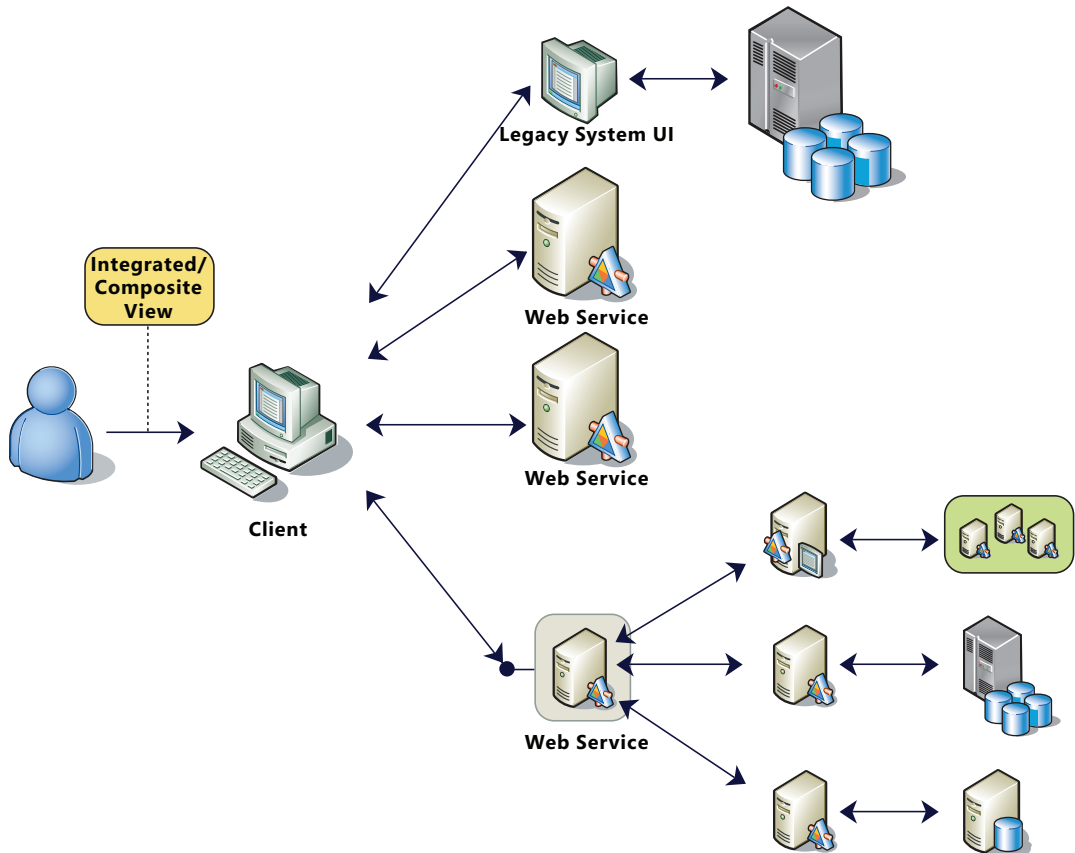 Legacy System UI
Web Service
Integrated/
Composite
View
Web Service
Client
Web Service